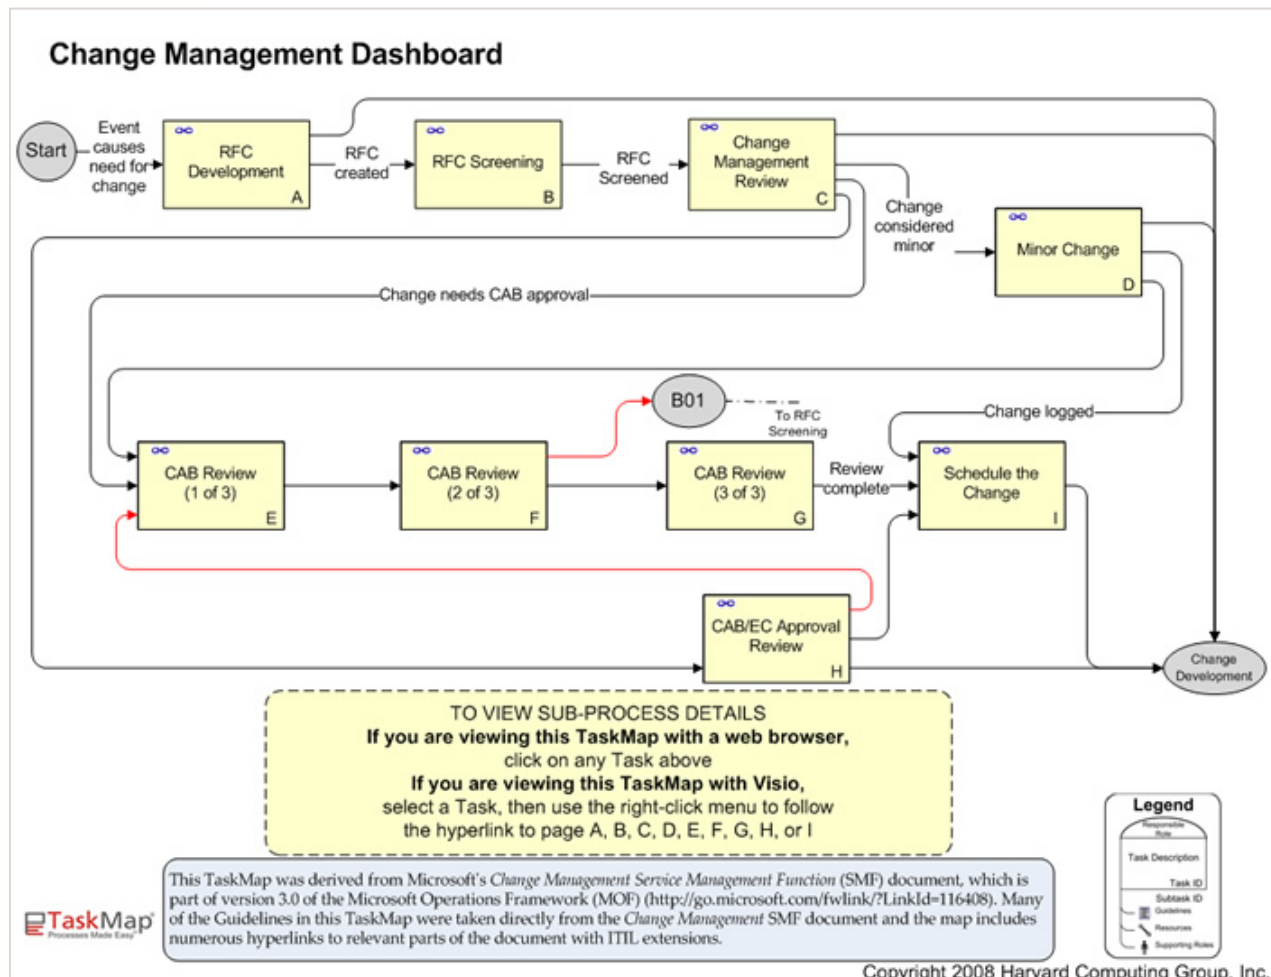 Change Management Dashboard
Start
Event
causes
need for
change
RFC
Development
A
RFC
created
RFC Screening
B
RFC
Screened
Change
Management
Review
C
Change
considered
minor
Minor Change
D
Change needs CAB approval
B01
To RFC
Screening
Change logged
CAB Review
(1 of 3)
E
CAB Review
(2 of 3)
F
CAB Review
(3 of 3)
G
Review
complete
Schedule the
Change
I
CAB/EC Approval
Review
H
Change
Development
TO VIEW SUB-PROCESS DETAILS
If you are viewing this TaskMap with a web browser,
click on any Task above
If you are viewing this TaskMap with Visio,
select a Task, then use the right-click menu to follow
the hyperlink to page A, B, C, D, E, F, G, H, or I
Legend
Responsible
Role
Task Description
Task ID
Subtask ID
Guidelines
Resources
Supporting Roles
TaskMap
Processes Made Easy
This TaskMap was derived from Microsoft's Change Management Service Management Function (SMF) document, which is
part of version 3.0 of the Microsoft Operations Framework (MOF) (http://go.microsoft.com/fwlink/?LinkId=116408). Many
of the Guidelines in this TaskMap were taken directly from the Change Management SMF document and the map includes
numerous hyperlinks to relevant parts of the document with ITIL extensions.
Copyright 2008 Harvard Computing Group, Inc.